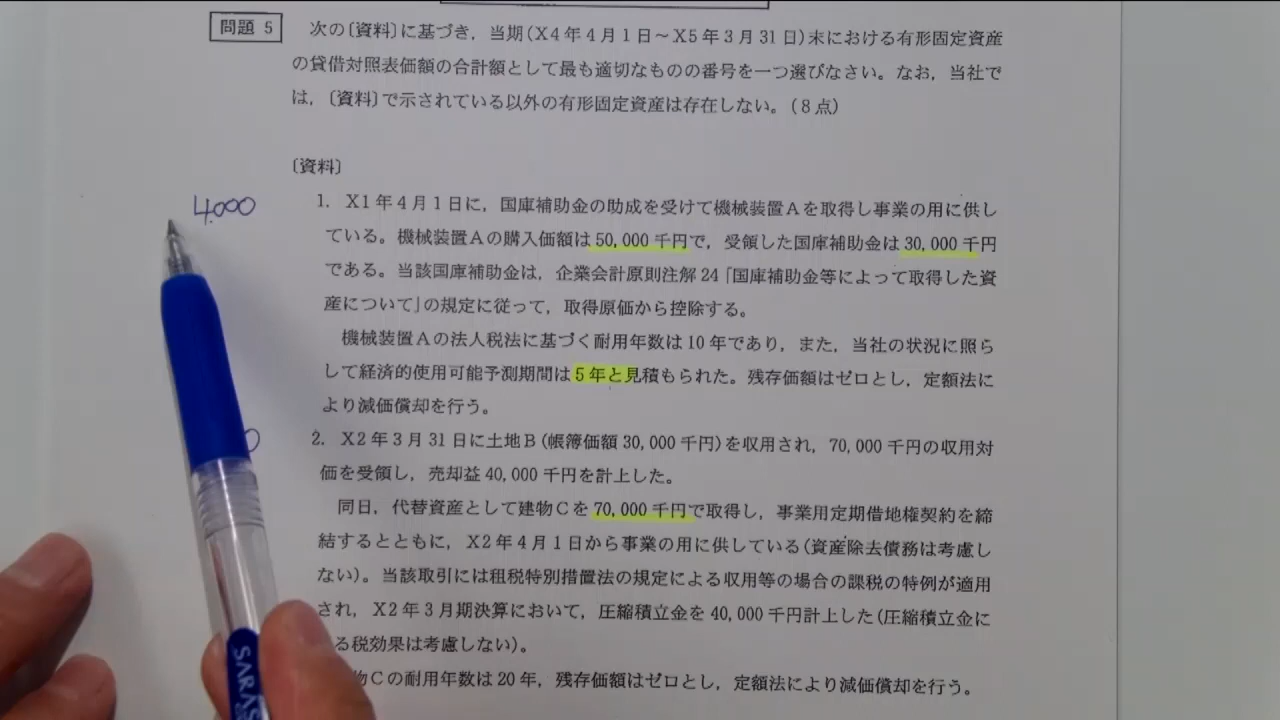 問題 5
次の〔資料〕に基づき，当期(X4年4月1日～X5年3月31日)末における有形固定資産
の貸借対照表価額の合計額として最も適切なものの番号を一つ選びなさい。なお，当社で
は，〔資料〕で示されている以外の有形固定資産は存在しない。(8点)
〔資料〕
4,000
1. X1年4月1日に，国庫補助金の助成を受けて機械装置Aを取得し事業の用に供し
ている。機械装置Aの購入価額は50,000千円で，受領した国庫補助金は30,000千円
である。当該国庫補助金は，企業会計原則注解24「国庫補助金等によって取得した資
産について」の規定に従って，取得原価から控除する。
機械装置Aの法人税法に基づく耐用年数は10年であり，また，当社の状況に照ら
して経済的使用可能予測期間は5年と見積もられた。残存価額はゼロとし，定額法に
より減価償却を行う。
2. X2年3月31日に土地B(帳簿価額30,000千円)を収用され，70,000千円の収用対
価を受領し，売却益40,000千円を計上した。
同日，代替資産として建物Cを70,000千円で取得し，事業用定期借地権契約を締
結するとともに，X2年4月1日から事業の用に供している(資産除去債務は考慮し
ない)。当該取引には租税特別措置法の規定による収用等の場合の課税の特例が適用
され，X2年3月期決算において，圧縮積立金を40,000千円計上した(圧縮積立金に
る税効果は考慮しない)。
物Cの耐用年数は20年，残存価額はゼロとし，定額法により減価償却を行う。
SARAS